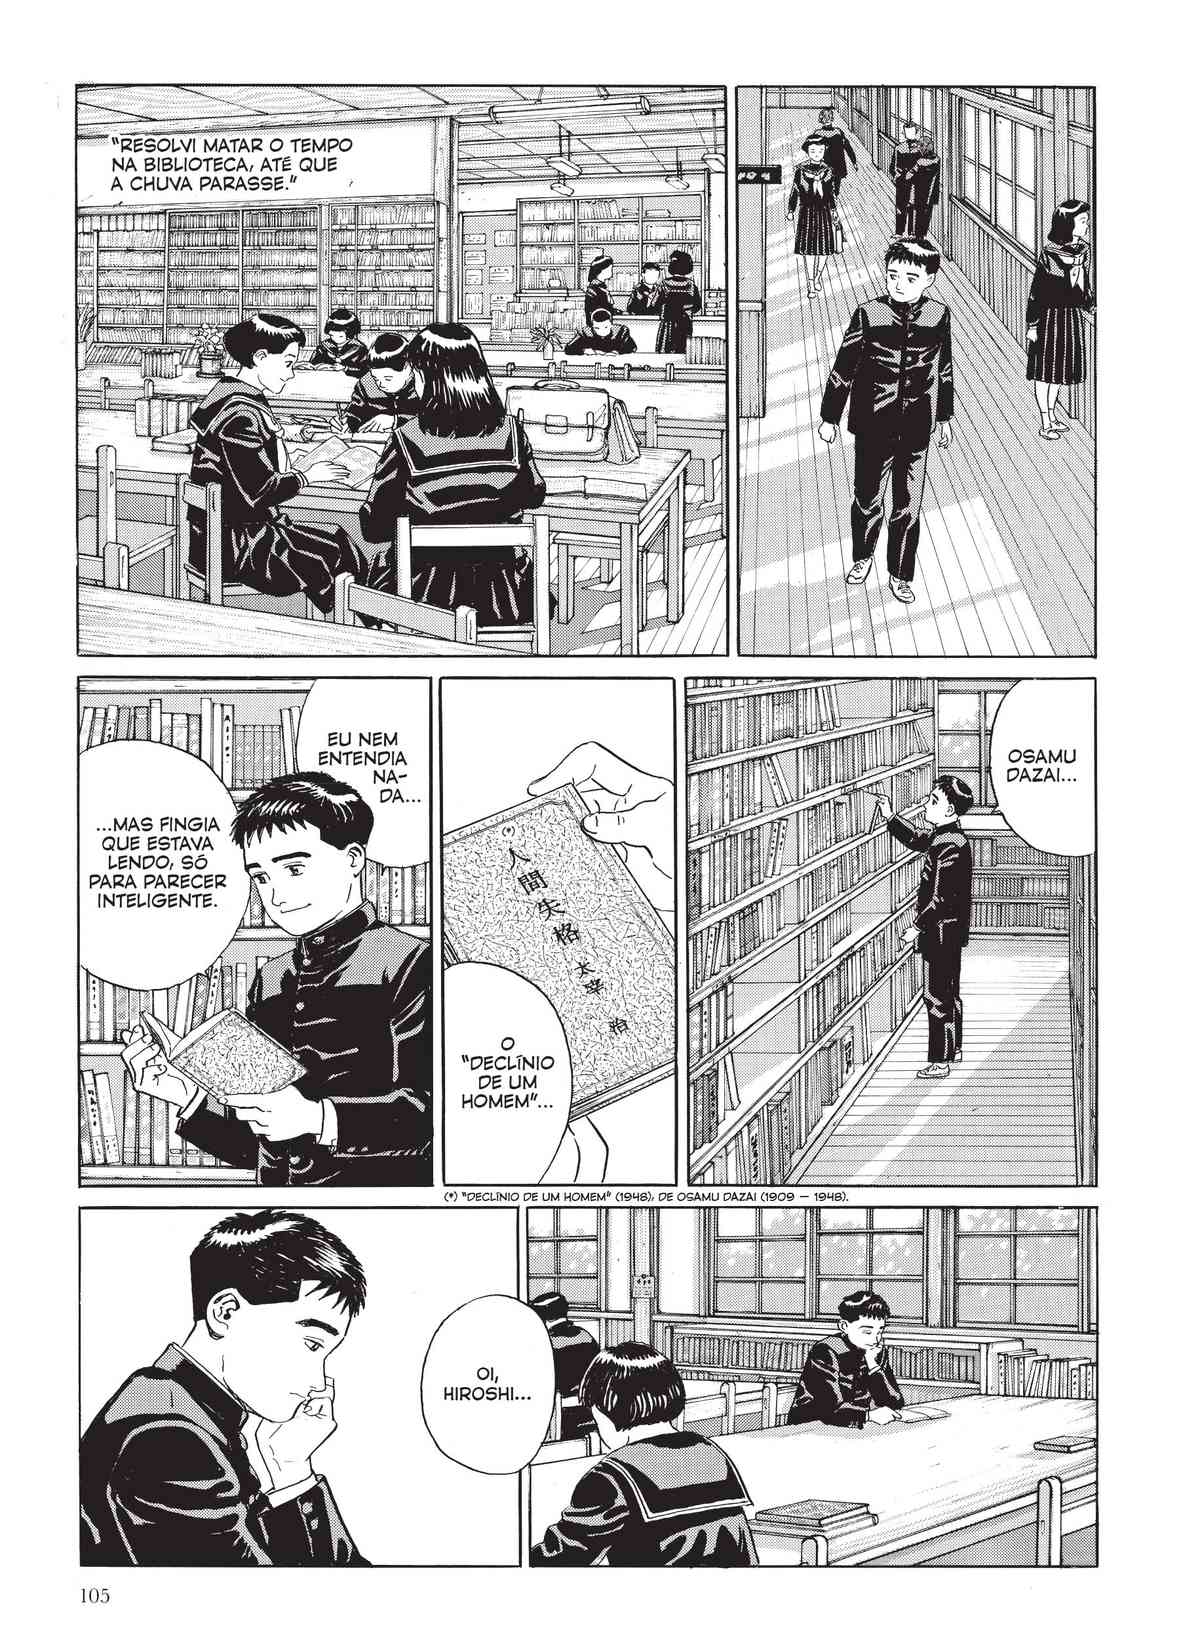 "RESOLVI MATAR O TEMPO
NA BIBLIOTECA, ATÉ QUE
A CHUVA PARASSE."
OSAMU
DAZAI...
(*)
人間失格 太宰治
O
"DECLÍNIO
DE UM
HOMEM"...
EU NEM
ENTENDIA
NA-
DA...
...MAS FINGIA
QUE ESTAVA
LENDO, SÓ
PARA PARECER
INTELIGENTE.
(*) "DECLÍNIO DE UM HOMEM" (1948), DE OSAMU DAZAI (1909 – 1948).
OI,
HIROSHI...
105